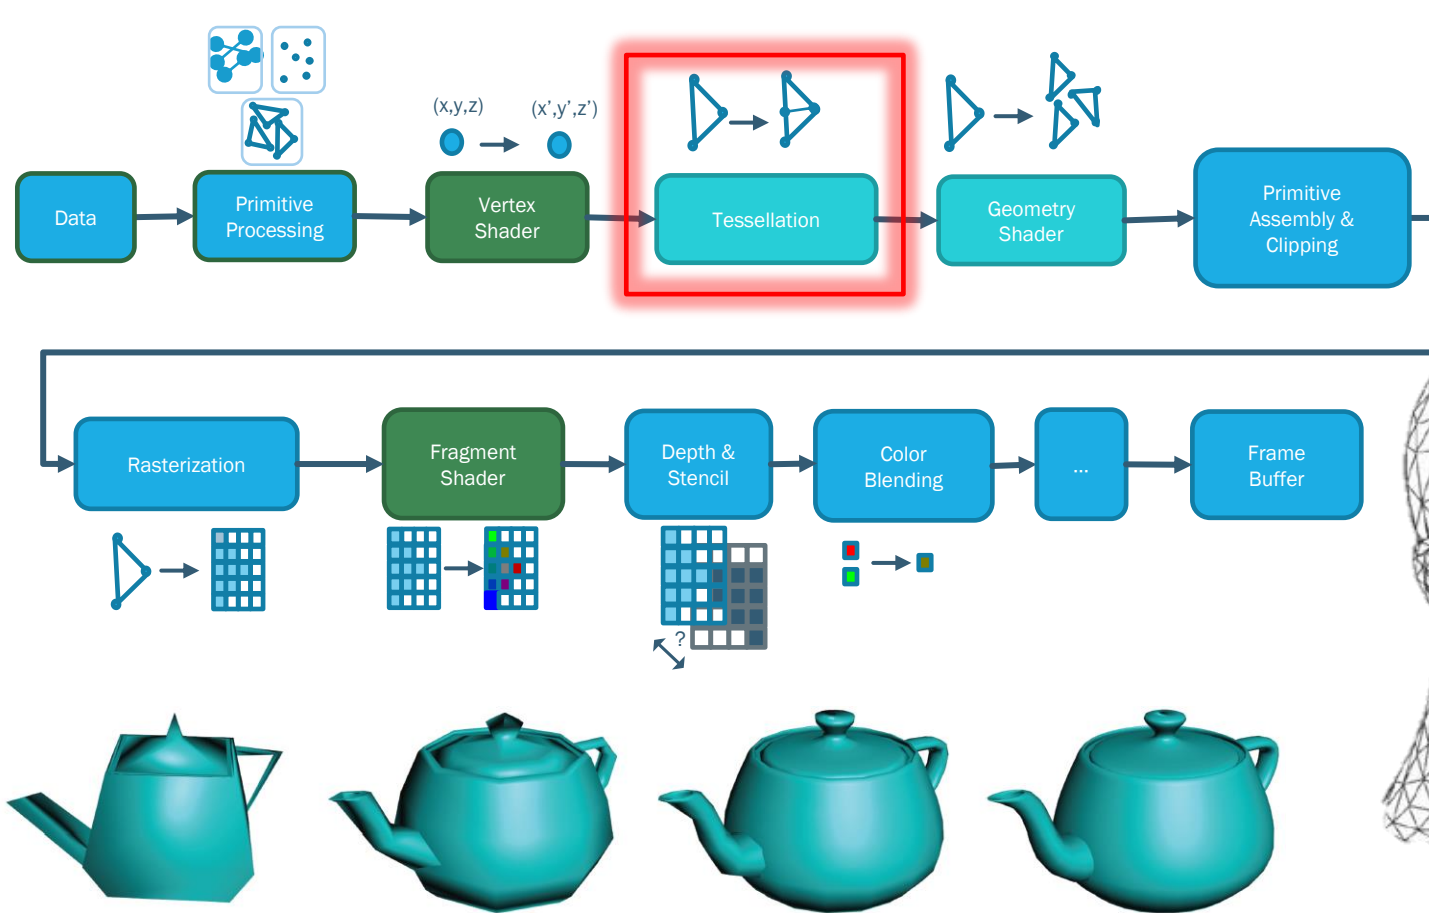 (x,y,z)
(x’,y’,z’)
Data
Primitive
Processing
Vertex
Shader
Tessellation
Geometry
Shader
Primitive
Assembly &
Clipping
Rasterization
Fragment
Shader
Depth &
Stencil
Color
Blending
...
Frame
Buffer
?